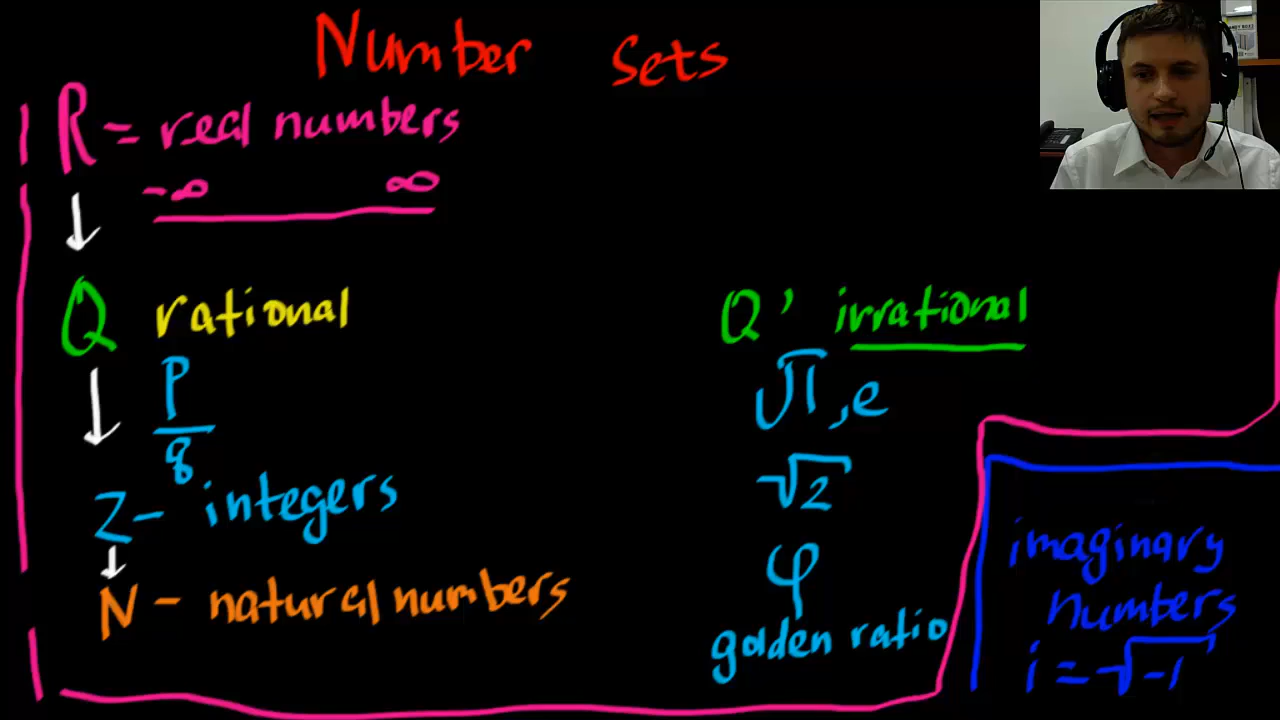 Number sets
R = real numbers
-∞ ∞
Q rational
p/q
Z - integers
N - natural numbers
Q' irrational
π, e
√2
φ
golden ratio
imaginary
numbers
i = √-1